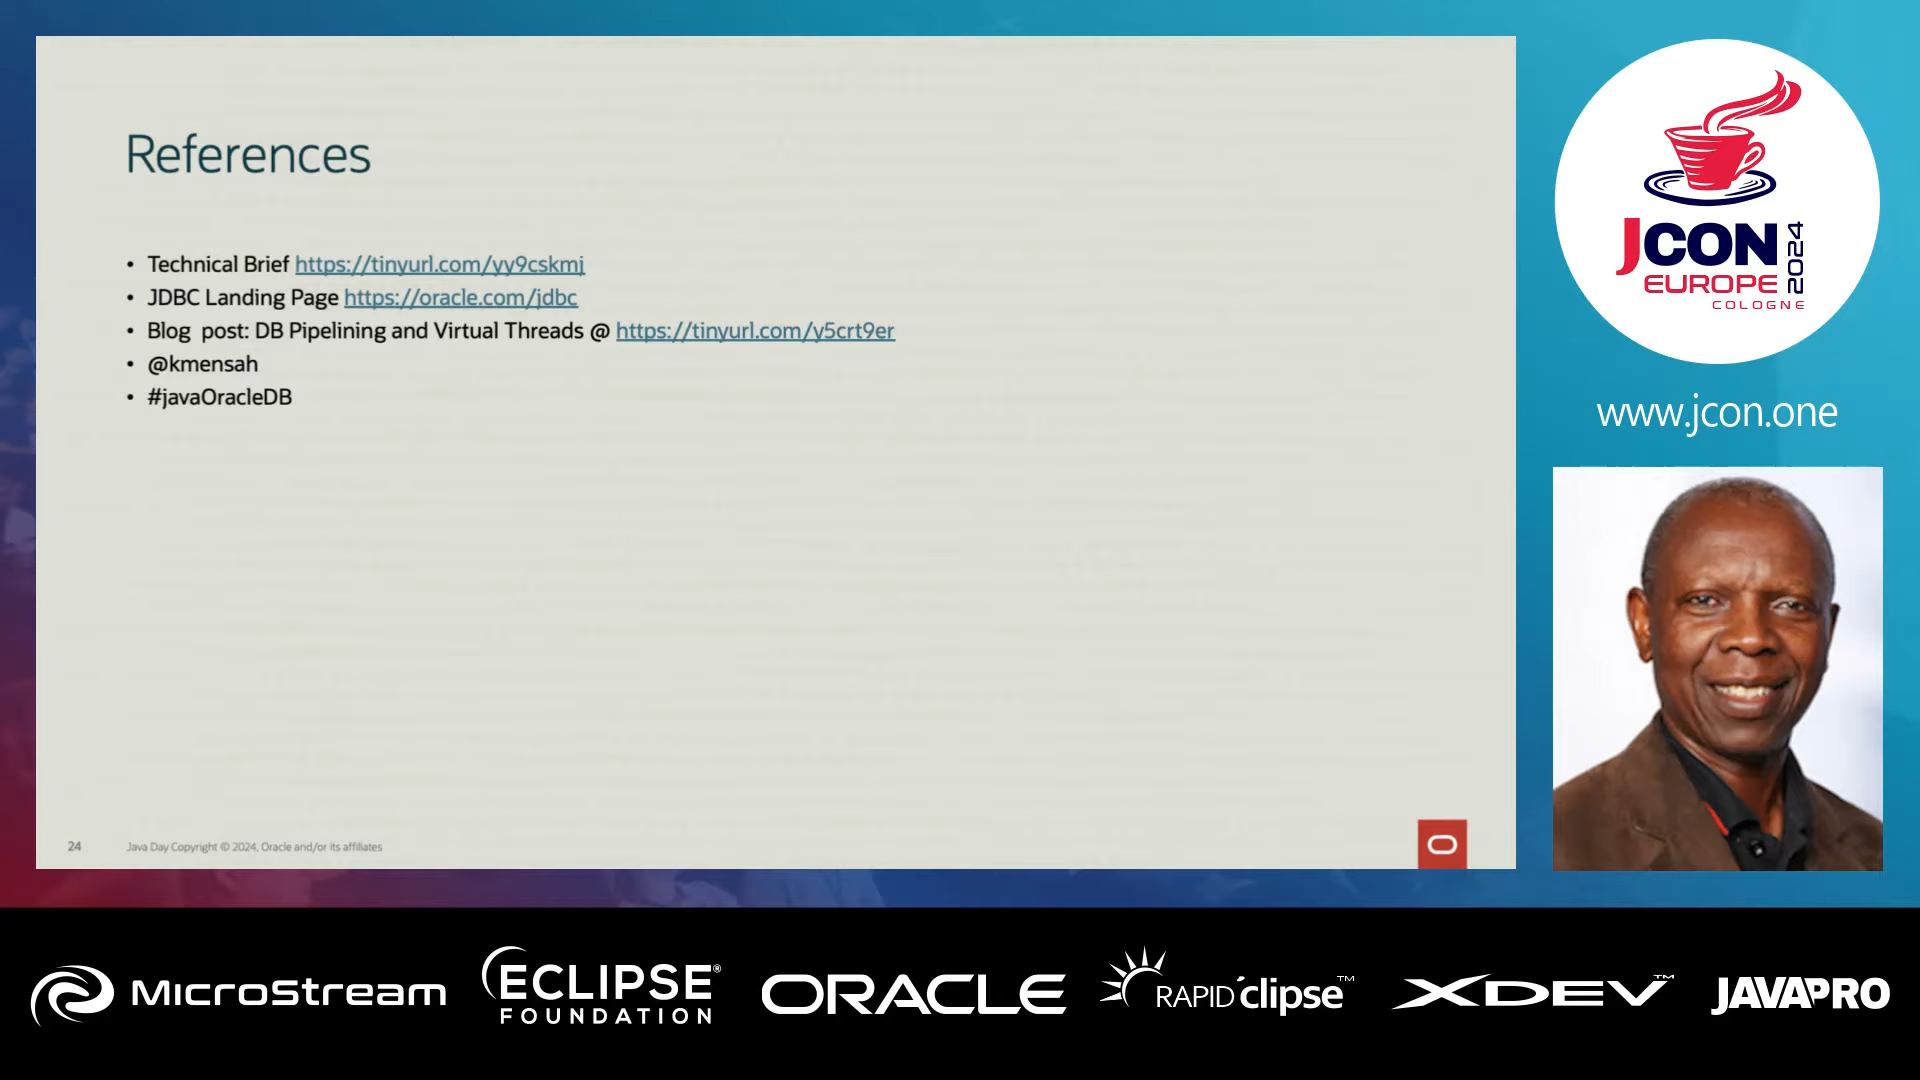 References
• Technical Brief https://tinyurl.com/yy9cskmj
• JDBC Landing Page https://oracle.com/jdbc
• Blog post: DB Pipelining and Virtual Threads @ https://tinyurl.com/y5crt9er
• @kmensah
• #javaOracleDB
24 Java Day Copyright © 2024, Oracle and/or its affiliates
JCON
EUROPE
2024
COLOGNE
www.jcon.one
MicroStream
ECLIPSE®
FOUNDATION
ORACLE
RAPID'clipse™
XDEV™
JAVAPRO